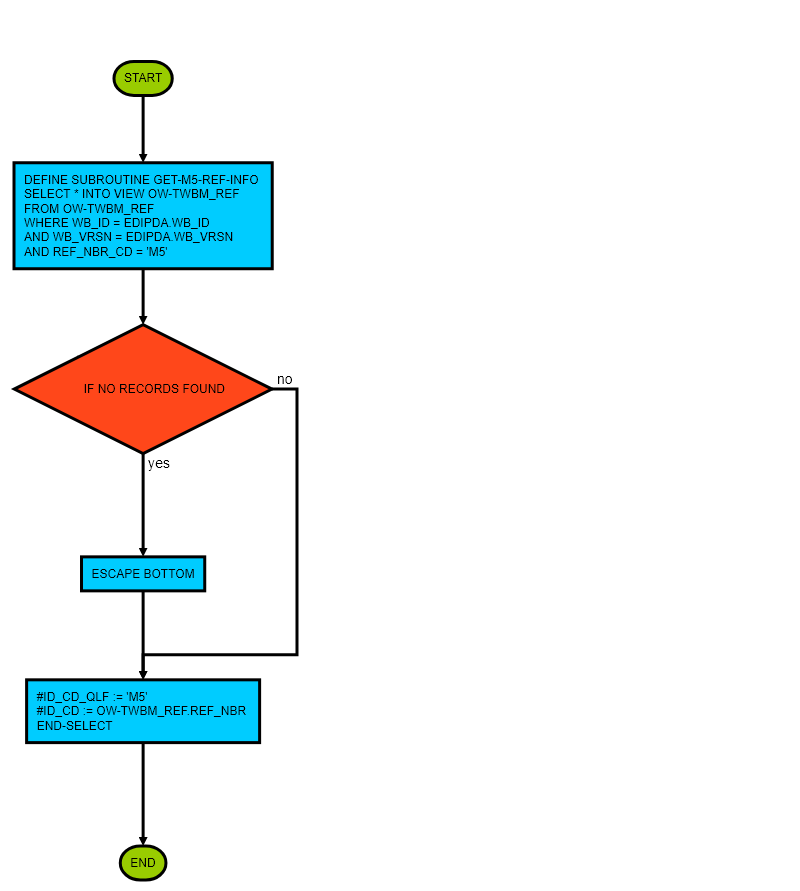 START
DEFINE SUBROUTINE GET-M5-REF-INFO
SELECT * INTO VIEW OW-TWBM_REF
FROM OW-TWBM_REF
WHERE WB_ID = EDIPDA.WB_ID
AND WB_VRSN = EDIPDA.WB_VRSN
AND REF_NBR_CD = 'M5'
IF NO RECORDS FOUND
no
yes
ESCAPE BOTTOM
#ID_CD_QLF := 'M5'
#ID_CD := OW-TWBM_REF.REF_NBR
END-SELECT
END